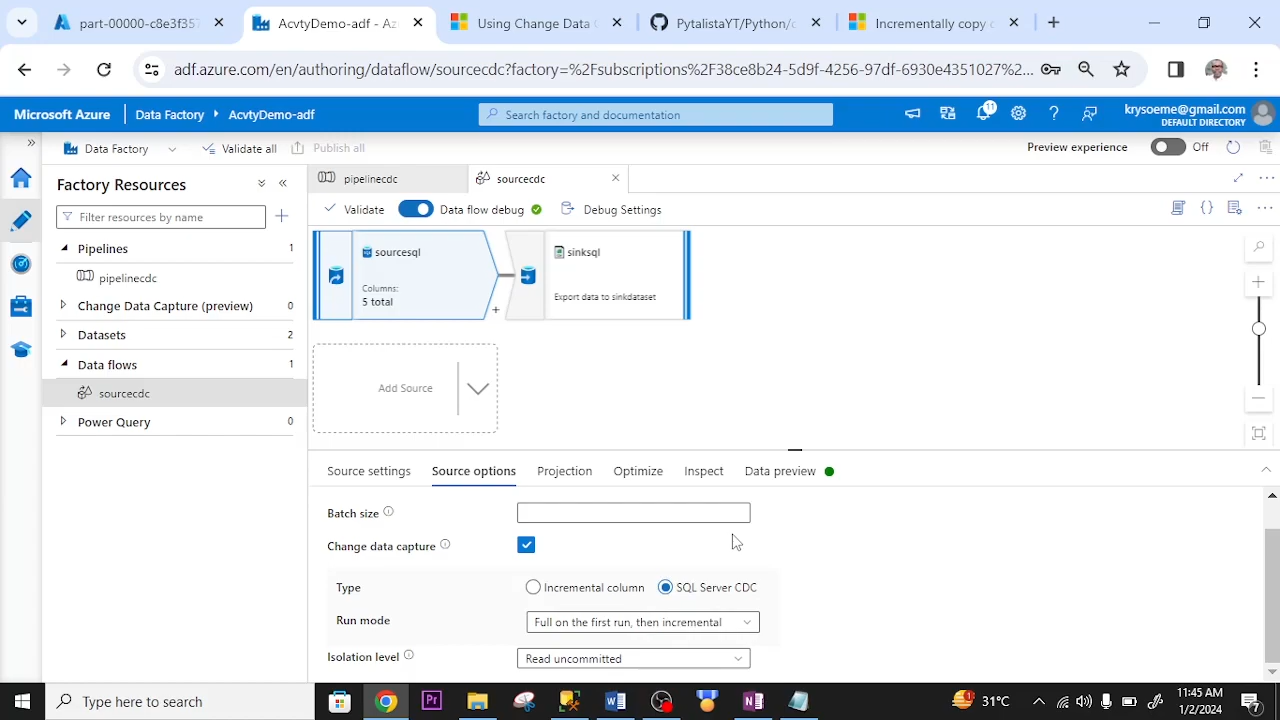 part-00000-c8e3f357
AcvtyDemo-adf - Az
Using Change Data C
PytalistaYT/Python/c
Incrementally copy c
adf.azure.com/en/authoring/dataflow/sourcecdc?factory=%2Fsubscriptions%2F38ce8b24-5d9f-4256-97df-6930e4351027%2...
Microsoft Azure
Data Factory
AcvtyDemo-adf
Search factory and documentation
11
krysoeme@gmail.com
DEFAULT DIRECTORY
Data Factory
Validate all
Publish all
Preview experience
Off
Factory Resources
Filter resources by name
Pipelines
1
pipelinecdc
Change Data Capture (preview)
0
Datasets
2
Data flows
1
sourcecdc
Power Query
0
pipelinecdc
sourcecdc
Validate
Data flow debug
Debug Settings
sourcesql
Columns:
5 total
sinksql
Export data to sinkdataset
Add Source
Source settings
Source options
Projection
Optimize
Inspect
Data preview
Batch size
Change data capture
Type
Incremental column
SQL Server CDC
Run mode
Full on the first run, then incremental
Isolation level
Read uncommitted
Type here to search
31°C
11:45 AM
1/2/2024